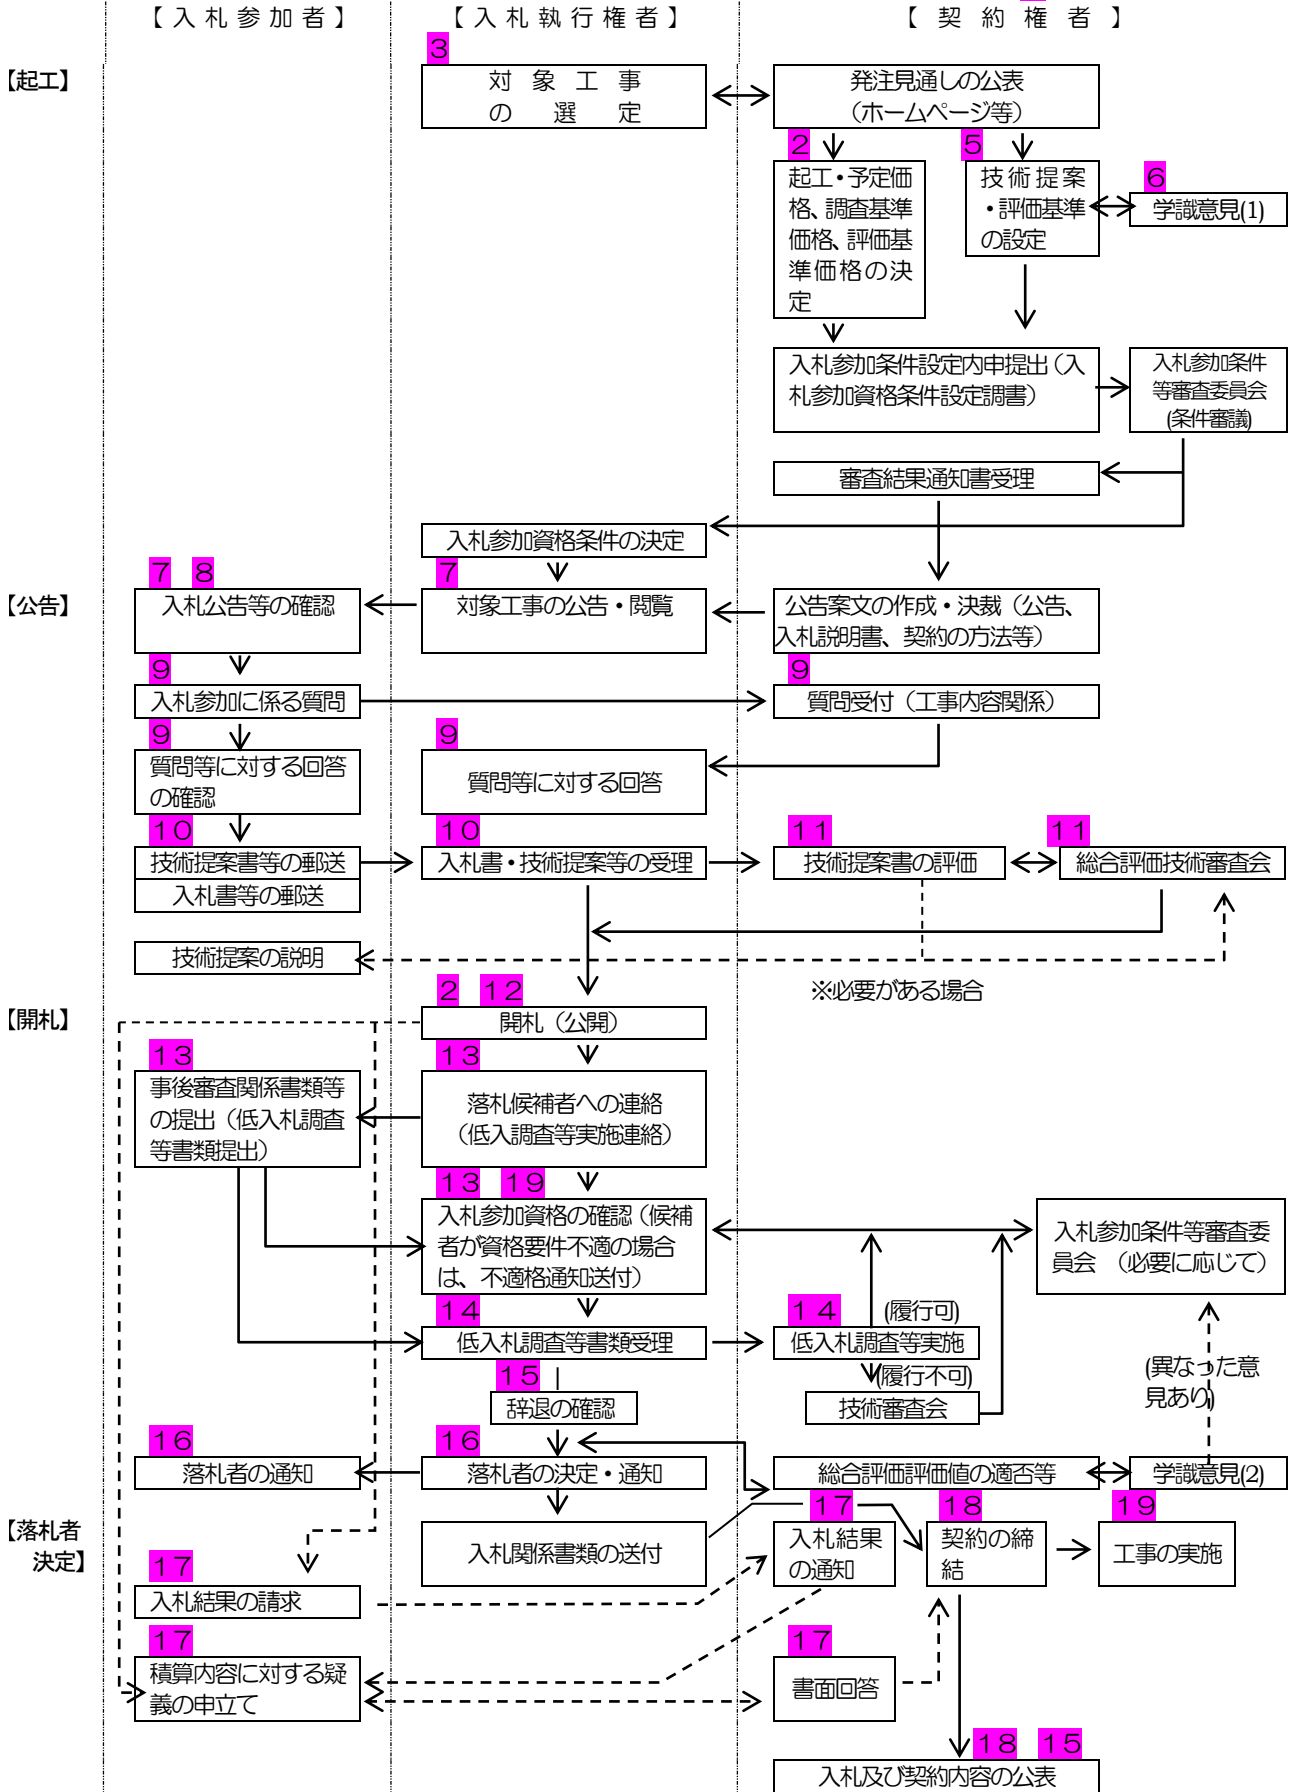 【入札参加者】
【入札執行権者】
【契約権者】
【起工】
3
対象工事
の選定
発注見通しの公表
（ホームページ等）
2
起工・予定価
格、調査基準
価格、評価基
準価格の決
定
5
技術提案
・評価基準
の設定
6
学識意見(1)
入札参加条件設定内申提出（入
札参加資格条件設定調書）
入札参加条件
等審査委員会
(条件審議)
審査結果通知書受理
入札参加資格条件の決定
【公告】
7 8
入札公告等の確認
7
対象工事の公告・閲覧
公告案文の作成・決裁（公告、
入札説明書、契約の方法等）
9
入札参加に係る質問
9
質問受付（工事内容関係）
9
質問等に対する回答
の確認
9
質問等に対する回答
10
技術提案書等の郵送
入札書等の郵送
10
入札書・技術提案等の受理
11
技術提案書の評価
11
総合評価技術審査会
技術提案の説明
※必要がある場合
【開札】
2 12
開札（公開）
13
事後審査関係書類等
の提出（低入札調査
等書類提出）
13
落札候補者への連絡
（低入調査等実施連絡）
13 19
入札参加資格の確認（候補
者が資格要件不適の場合
は、不適格通知送付）
入札参加条件等審査委
員会　（必要に応じて）
14
低入札調査等書類受理
14
(履行可)
低入札調査等実施
(履行不可)
技術審査会
(異なった意
見あり)
15
辞退の確認
16
落札者の通知
16
落札者の決定・通知
総合評価評価値の適否等
学識意見(2)
【落札者
決定】
入札関係書類の送付
17
入札結果
の通知
18
契約の締
結
19
工事の実施
17
入札結果の請求
17
積算内容に対する疑
義の申立て
17
書面回答
18 15
入札及び契約内容の公表